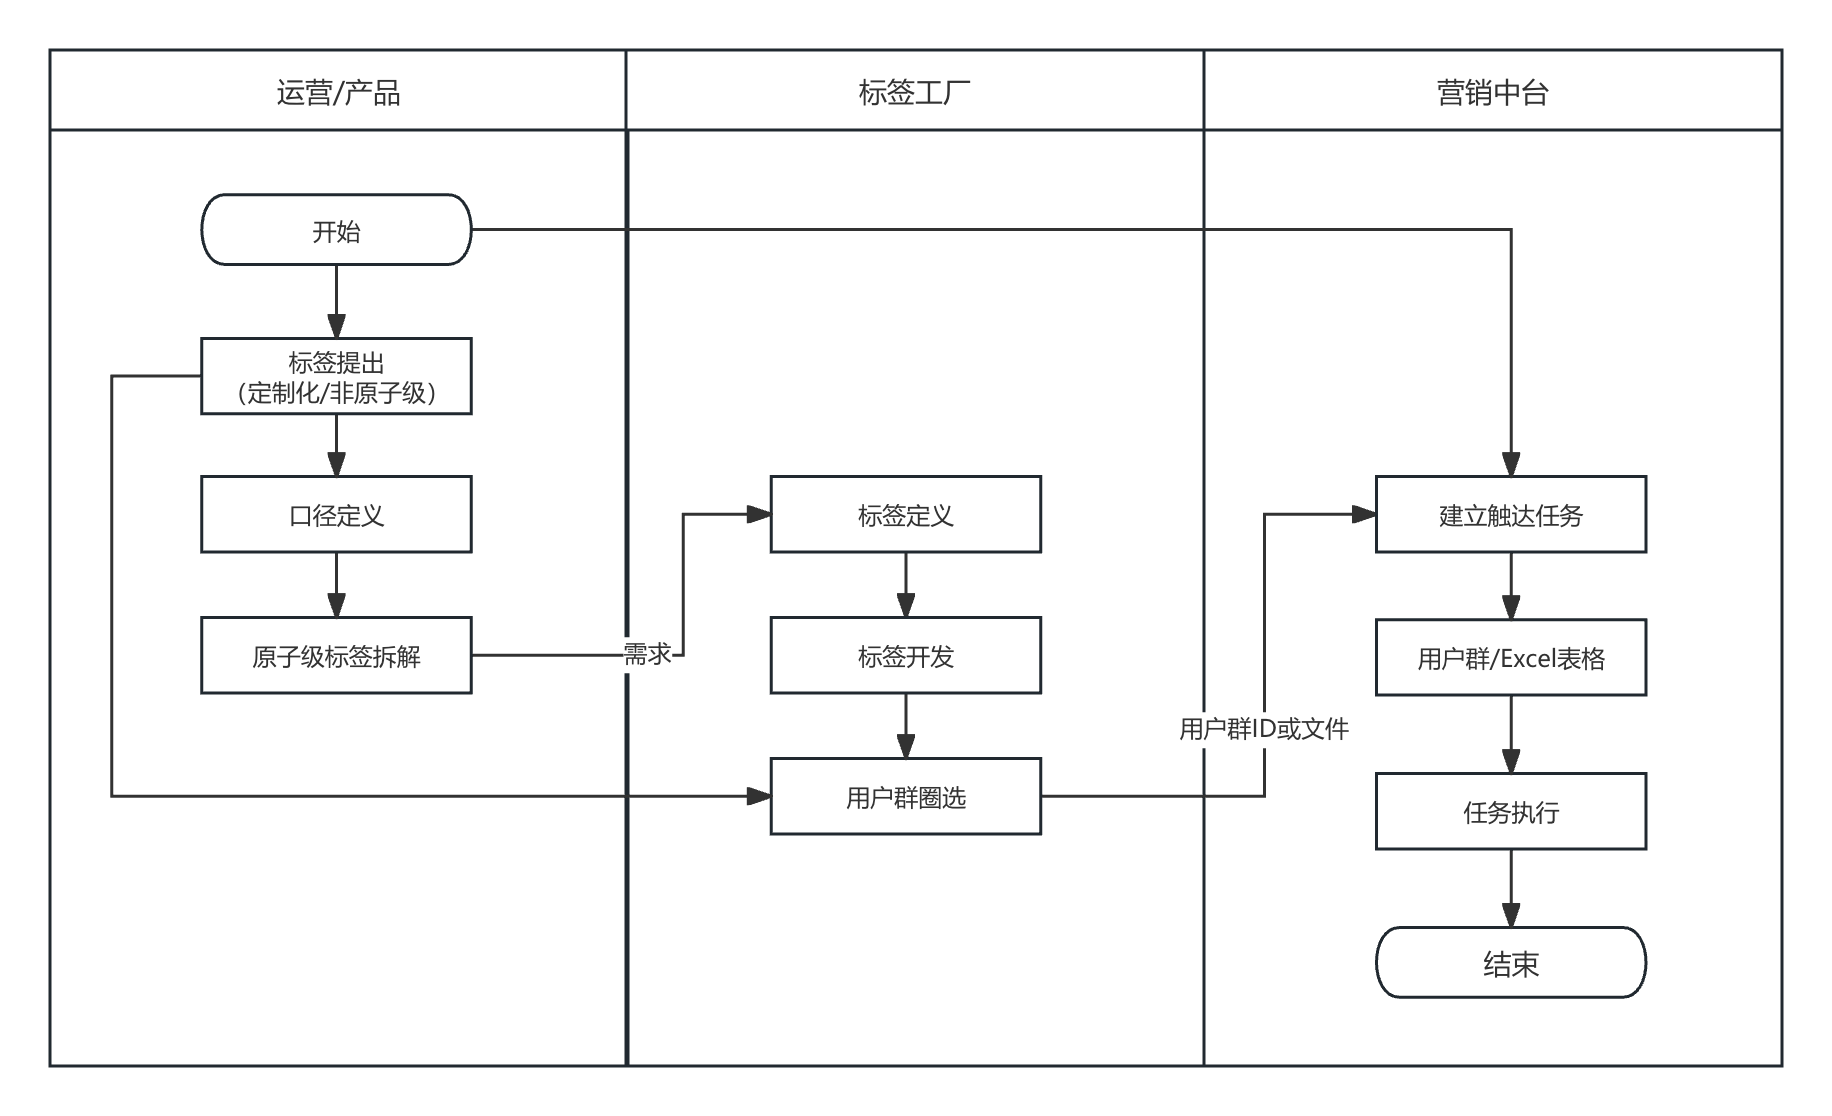 运营/产品
标签工厂
营销中台
开始
标签提出
（定制化/非原子级）
口径定义
原子级标签拆解
需求
标签定义
标签开发
用户群圈选
用户群ID或文件
建立触达任务
用户群/Excel表格
任务执行
结束